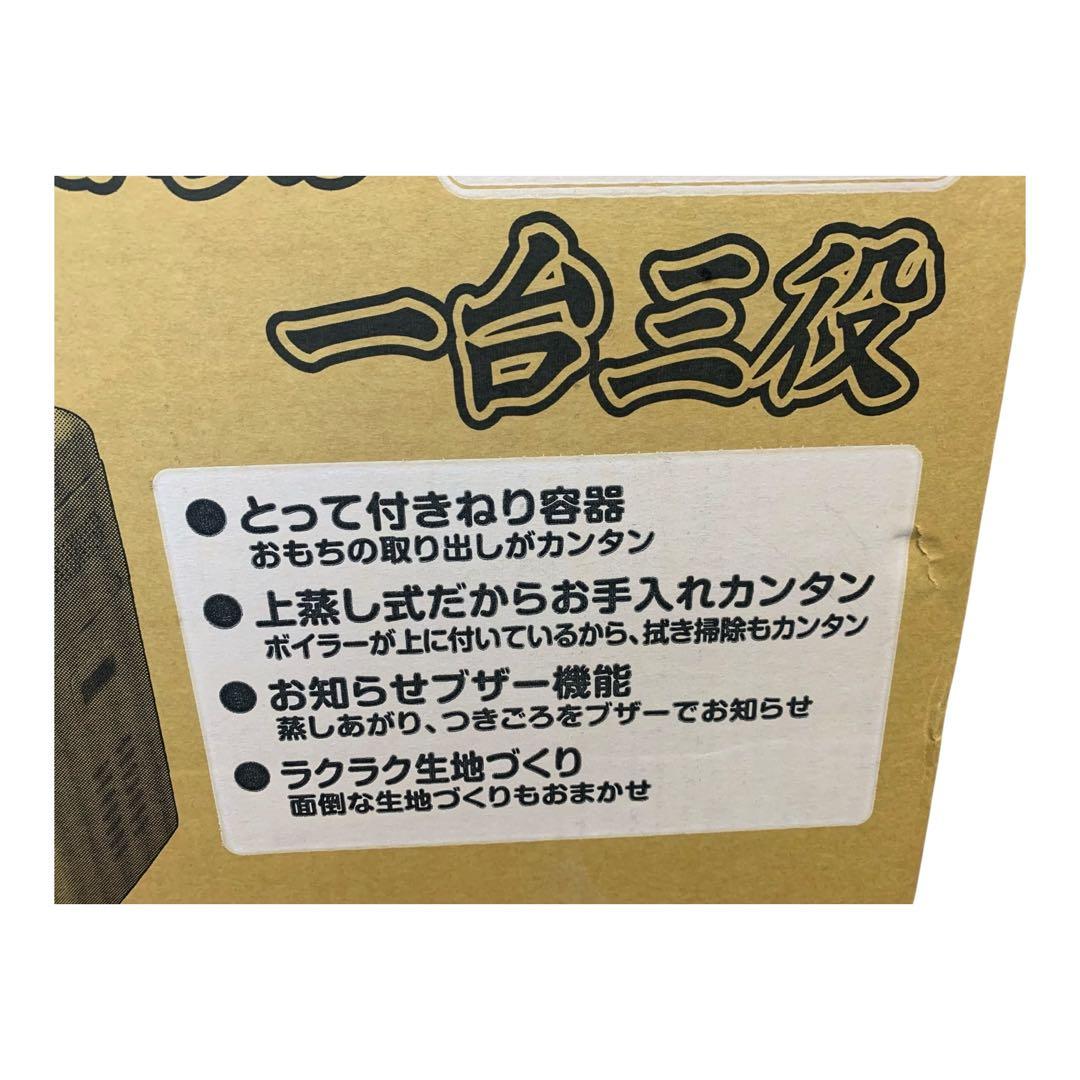 一台三役
●とって付きねり容器
おもちの取り出しがカンタン
●上蒸し式だからお手入れカンタン
ボイラーが上に付いているから、拭き掃除もカンタン
●お知らせブザー機能
蒸しあがり、つきごろをブザーでお知らせ
●ラクラク生地づくり
面倒な生地づくりもおまかせ